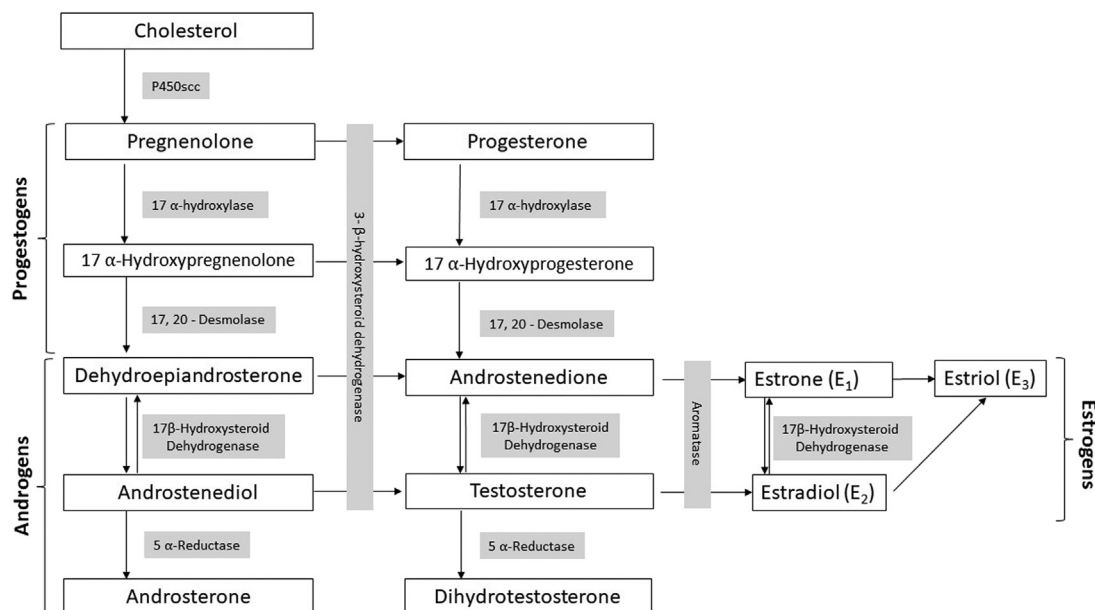 Cholesterol
P450scc
Pregnenolone
Progesterone
17 α-hydroxylase
17 α-hydroxylase
Progestogens
3- β-hydroxysteroid dehydrogenase
17 α-Hydroxypregnenolone
17 α-Hydroxyprogesterone
17, 20 - Desmolase
17, 20 - Desmolase
Dehydroepiandrosterone
Androstenedione
Estrone (E₁)
Estriol (E₃)
Aromatase
17β-Hydroxysteroid
Dehydrogenase
17β-Hydroxysteroid
Dehydrogenase
17β-Hydroxysteroid
Dehydrogenase
Estrogens
Androgens
Androstenediol
Testosterone
Estradiol (E₂)
5 α-Reductase
5 α-Reductase
Androsterone
Dihydrotestosterone